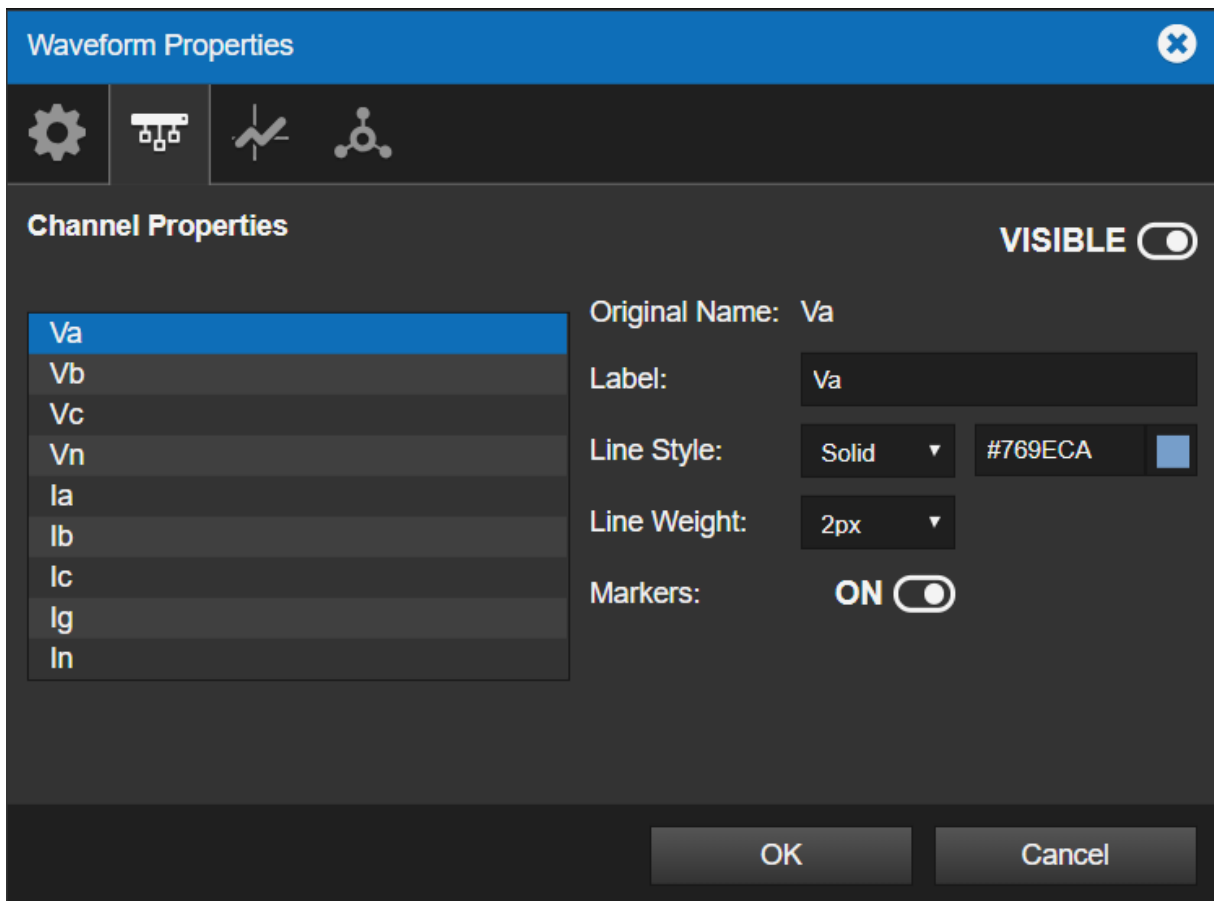 Waveform Properties
Channel Properties
VISIBLE
Va
Vb
Vc
Vn
Ia
Ib
Ic
Ig
In
Original Name: Va
Label: Va
Line Style: Solid #769ECA
Line Weight: 2px
Markers: ON
OK Cancel